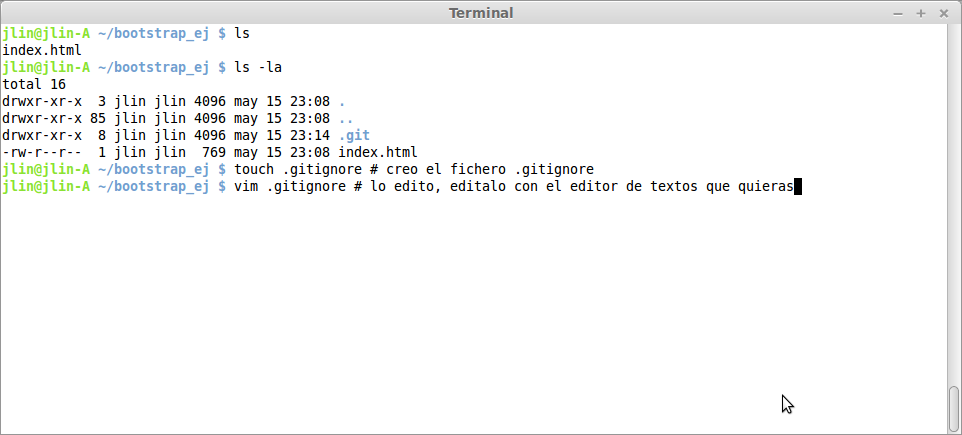 Terminal
jlin@jlin-A ~/bootstrap_ej $ ls
index.html
jlin@jlin-A ~/bootstrap_ej $ ls -la
total 16
drwxr-xr-x  3 jlin jlin 4096 may 15 23:08 .
drwxr-xr-x 85 jlin jlin 4096 may 15 23:08 ..
drwxr-xr-x  8 jlin jlin 4096 may 15 23:14 .git
-rw-r--r--  1 jlin jlin  769 may 15 23:08 index.html
jlin@jlin-A ~/bootstrap_ej $ touch .gitignore # creo el fichero .gitignore
jlin@jlin-A ~/bootstrap_ej $ vim .gitignore # lo edito, editalo con el editor de textos que quieras